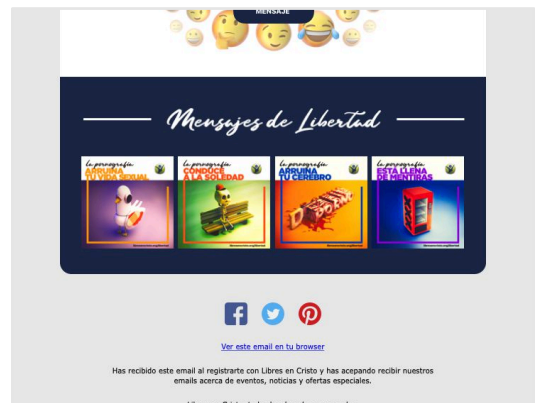 MENSAJE
Mensajes de Libertad
la pornografía
ARRUINA
TU VIDA SEXUAL
la pornografía
CONDUCE
A LA SOLEDAD
la pornografía
ARRUINA
TU CEREBRO
la pornografía
ESTÁ LLENA
DE MENTIRAS
Ver este email en tu browser
Has recibido este email al registrarte con Libres en Cristo y has acepando recibir nuestros
emails acerca de eventos, noticias y ofertas especiales.